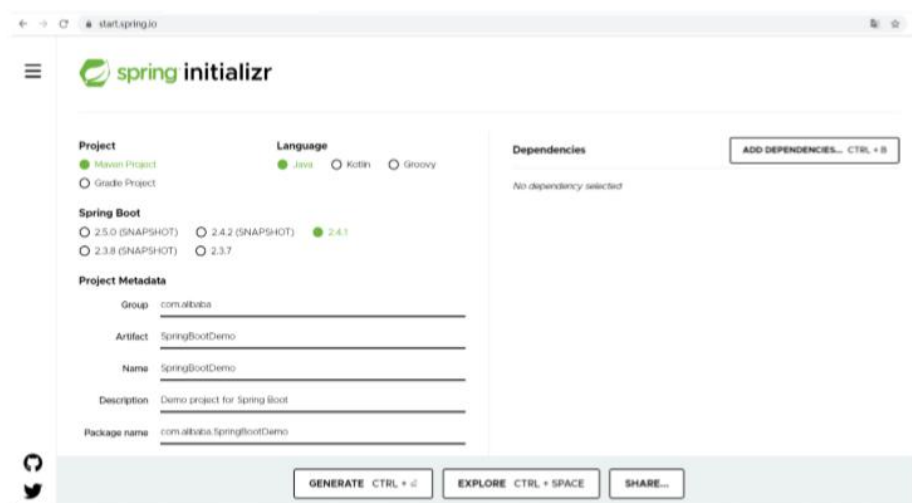 start.spring.io
spring initializr
Project
Maven Project
Gradle Project
Language
Java Kotlin Groovy
Spring Boot
2.5.0 (SNAPSHOT) 2.4.2 (SNAPSHOT) 2.4.1
2.3.8 (SNAPSHOT) 2.3.7
Project Metadata
Group com.alibaba
Artifact SpringBootDemo
Name SpringBootDemo
Description Demo project for Spring Boot
Package name com.alibaba.SpringBootDemo
Dependencies
ADD DEPENDENCIES... CTRL + B
No dependency selected
GENERATE CTRL + ⏎
EXPLORE CTRL + SPACE
SHARE...